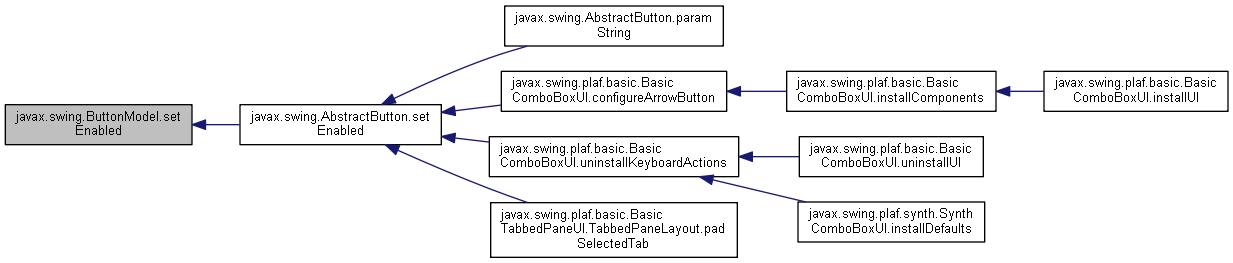 javax.swing.ButtonModel.set
Enabled
javax.swing.AbstractButton.set
Enabled
javax.swing.AbstractButton.param
String
javax.swing.plaf.basic.Basic
ComboBoxUI.configureArrowButton
javax.swing.plaf.basic.Basic
ComboBoxUI.installComponents
javax.swing.plaf.basic.Basic
ComboBoxUI.installUI
javax.swing.plaf.basic.Basic
ComboBoxUI.uninstallKeyboardActions
javax.swing.plaf.basic.Basic
ComboBoxUI.uninstallUI
javax.swing.plaf.synth.Synth
ComboBoxUI.installDefaults
javax.swing.plaf.basic.Basic
TabbedPaneUI.TabbedPaneLayout.pad
SelectedTab